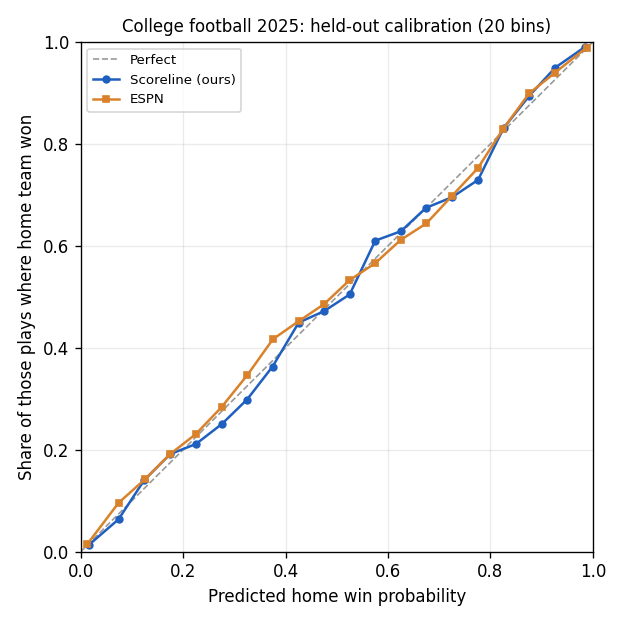 College football 2025: held-out calibration (20 bins)
Perfect
Scoreline (ours)
ESPN
Share of those plays where home team won
1.0
0.8
0.6
0.4
0.2
0.0
0.0 0.2 0.4 0.6 0.8 1.0
Predicted home win probability